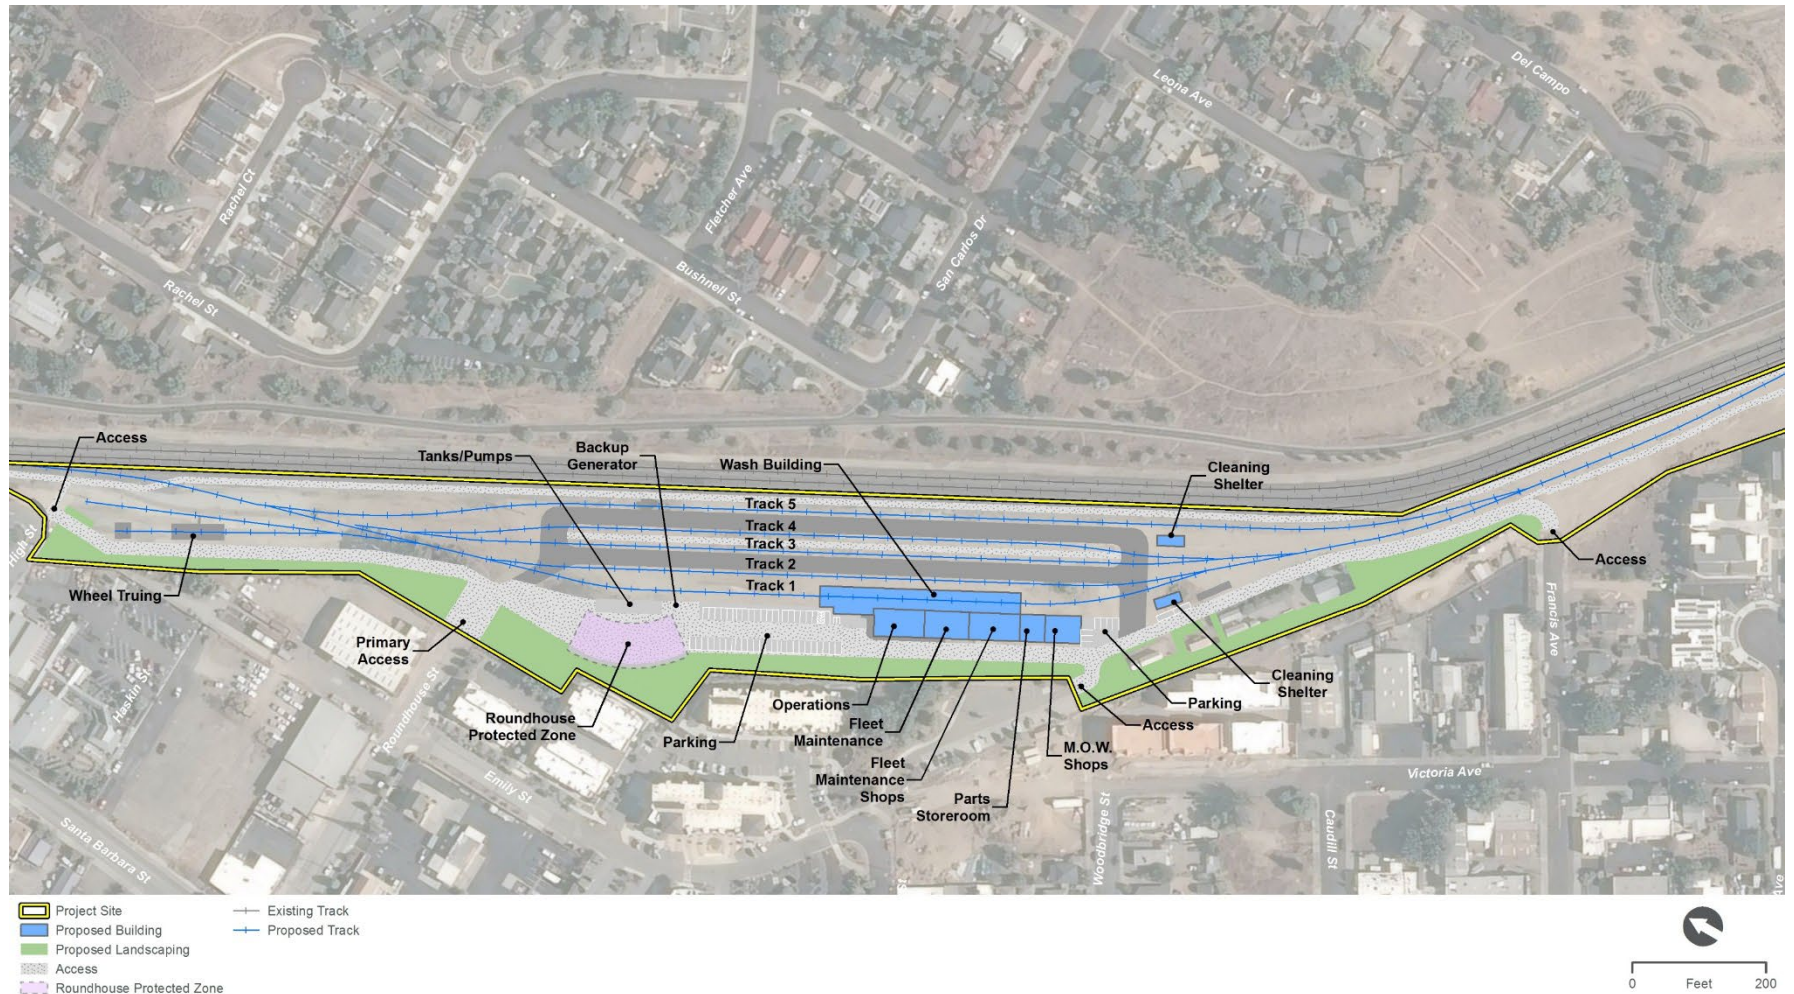 Del Campo
Leona Ave
Rachel Ct
Fletcher Ave
San Carlos Dr
Bushnell St
Rachel St
Access
Tanks/Pumps
Backup
Generator
Wash Building
Cleaning
Shelter
Track 5
Track 4
Track 3
Track 2
Track 1
High St
Wheel Truing
Access
Primary
Access
Francis Ave
Haskin St
Roundhouse St
Roundhouse
Protected Zone
Parking
Operations
Fleet
Maintenance
Fleet
Maintenance
Shops
Parts
Storeroom
M.O.W.
Shops
Access
Parking
Cleaning
Shelter
Emily St
Victoria Ave
Santa Barbara St
Woodbridge St
Caudill St
St
Ave
Project Site
Proposed Building
Proposed Landscaping
Access
Roundhouse Protected Zone
Existing Track
Proposed Track
0 Feet 200